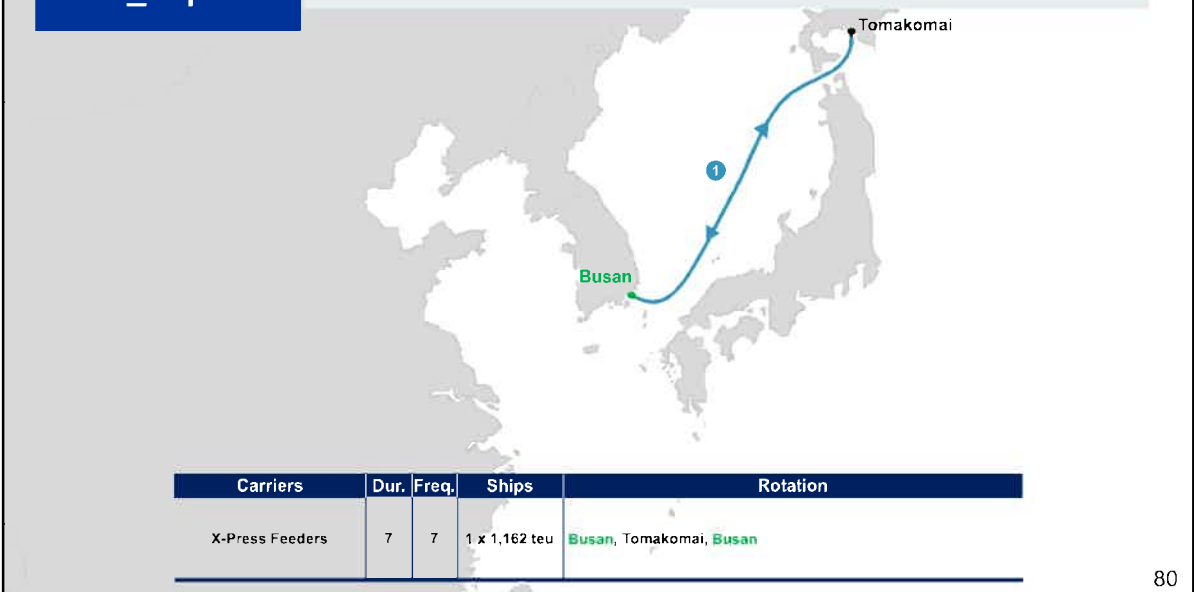 Tomakomai
1
Busan
Carriers Dur. Freq. Ships Rotation
X-Press Feeders 7 7 1 x 1,162 teu Busan, Tomakomai, Busan
80